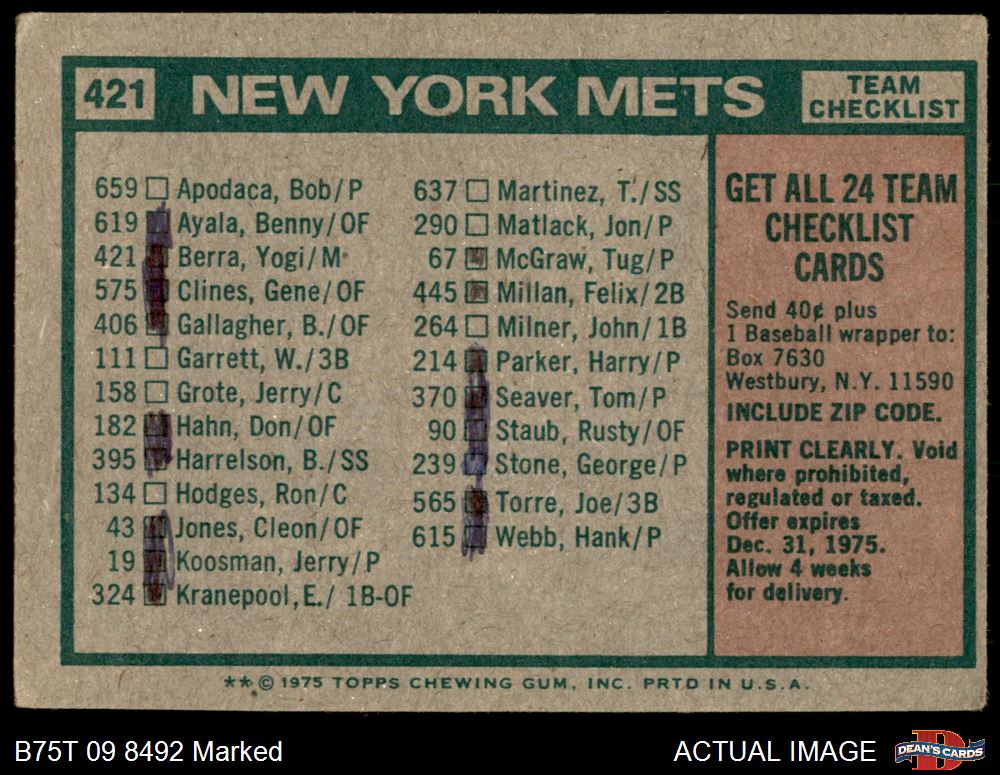 421 NEW YORK METS TEAM CHECKLIST
659 Apodaca, Bob/P
619 Ayala, Benny/OF
421 Berra, Yogi/M
575 Clines, Gene/OF
406 Gallagher, B./OF
111 Garrett, W./3B
158 Grote, Jerry/C
182 Hahn, Don/OF
395 Harrelson, B./SS
134 Hodges, Ron/C
43 Jones, Cleon/OF
19 Koosman, Jerry/P
324 Kranepool, E./ 1B-OF
637 Martinez, T./SS
290 Matlack, Jon/P
67 McGraw, Tug/P
445 Millan, Felix/2B
264 Milner, John/1B
214 Parker, Harry/P
370 Seaver, Tom/P
90 Staub, Rusty/OF
239 Stone, George/P
565 Torre, Joe/3B
615 Webb, Hank/P
GET ALL 24 TEAM
CHECKLIST
CARDS
Send 40¢ plus
1 Baseball wrapper to:
Box 7630
Westbury, N.Y. 11590
INCLUDE ZIP CODE.
PRINT CLEARLY. Void
where prohibited,
regulated or taxed.
Offer expires
Dec. 31, 1975.
Allow 4 weeks
for delivery.
**© 1975 TOPPS CHEWING GUM, INC. PRTD IN U.S.A.
B75T 09 8492 Marked
ACTUAL IMAGE
DEAN'S CARDS